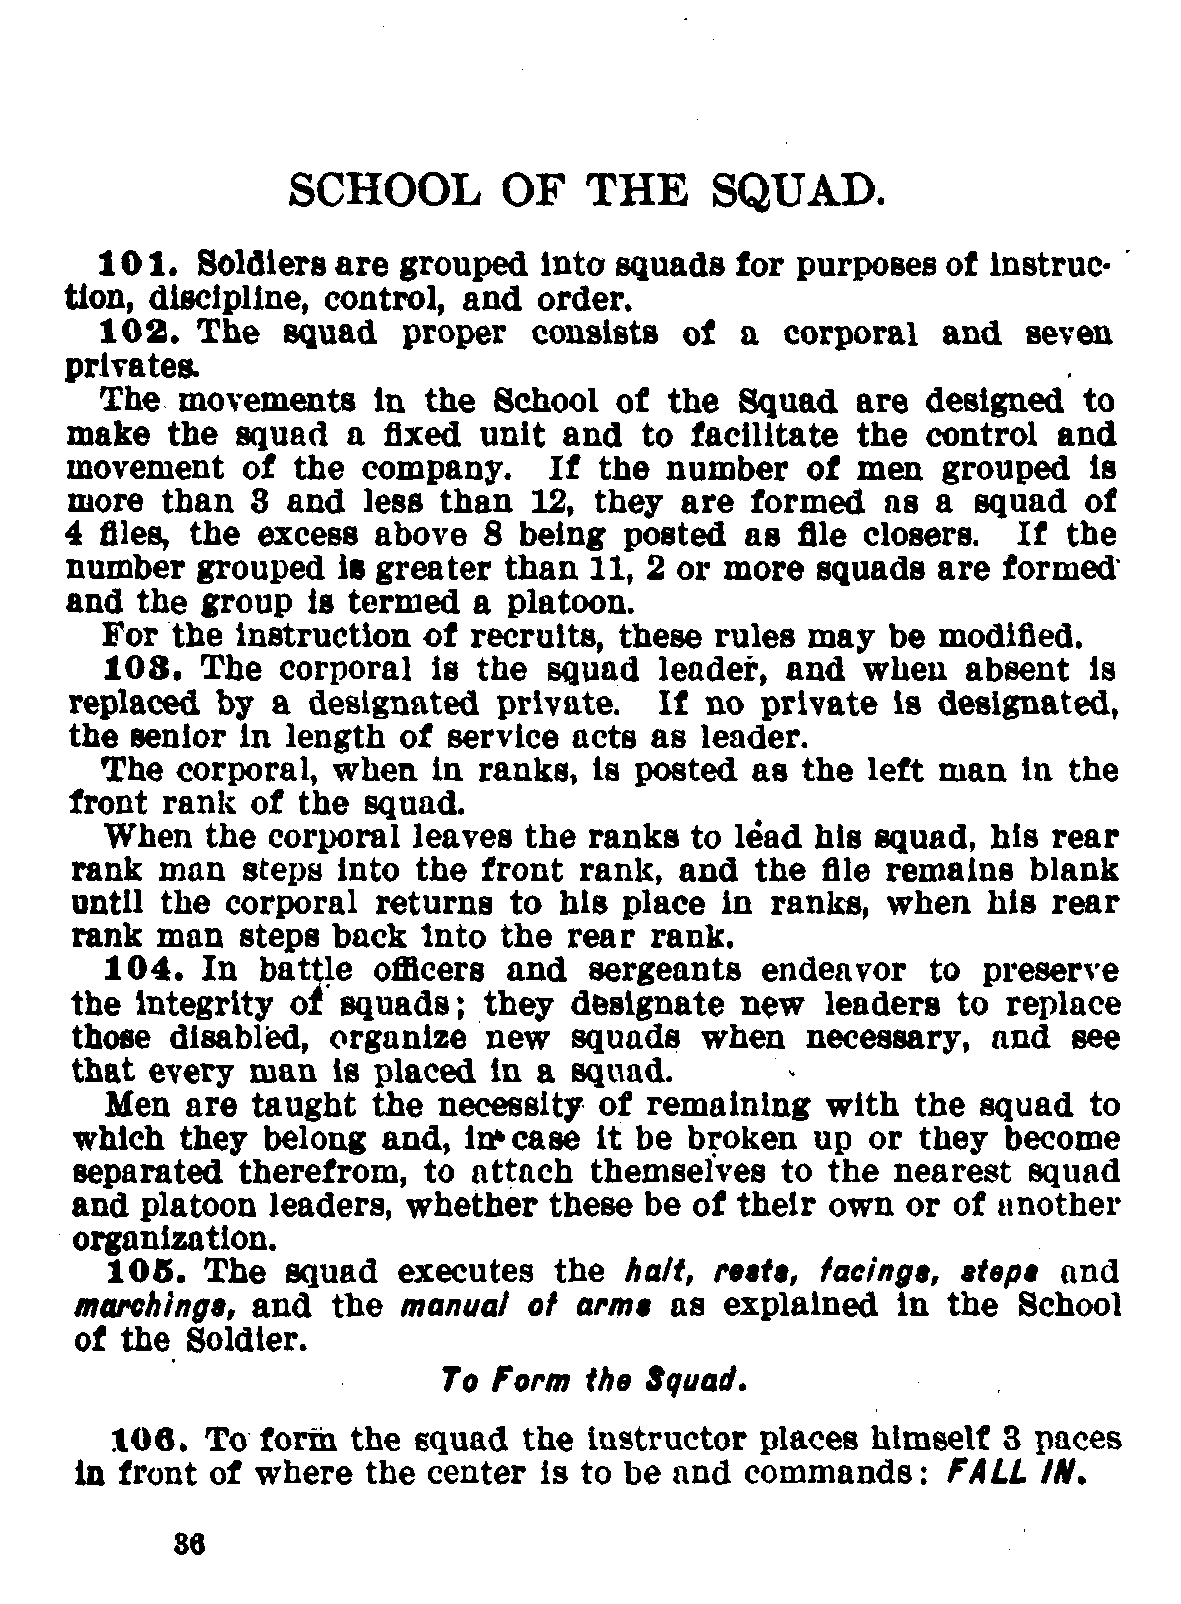 SCHOOL OF THE SQUAD.
101. Soldiers are grouped into squads for purposes of instruc-
tion, discipline, control, and order.
102. The squad proper consists of a corporal and seven
privates.
The movements in the School of the Squad are designed to
make the squad a fixed unit and to facilitate the control and
movement of the company. If the number of men grouped is
more than 3 and less than 12, they are formed as a squad of
4 files, the excess above 8 being posted as file closers. If the
number grouped is greater than 11, 2 or more squads are formed
and the group is termed a platoon.
For the instruction of recruits, these rules may be modified.
103. The corporal is the squad leader, and when absent is
replaced by a designated private. If no private is designated,
the senior in length of service acts as leader.
The corporal, when in ranks, is posted as the left man in the
front rank of the squad.
When the corporal leaves the ranks to lead his squad, his rear
rank man steps into the front rank, and the file remains blank
until the corporal returns to his place in ranks, when his rear
rank man steps back into the rear rank.
104. In battle officers and sergeants endeavor to preserve
the integrity of squads; they designate new leaders to replace
those disabled, organize new squads when necessary, and see
that every man is placed in a squad.
Men are taught the necessity of remaining with the squad to
which they belong and, in case it be broken up or they become
separated therefrom, to attach themselves to the nearest squad
and platoon leaders, whether these be of their own or of another
organization.
105. The squad executes the halt, rests, facings, steps and
marchings, and the manual of arms as explained in the School
of the Soldier.
To Form the Squad.
106. To form the squad the instructor places himself 3 paces
in front of where the center is to be and commands: FALL IN.
36